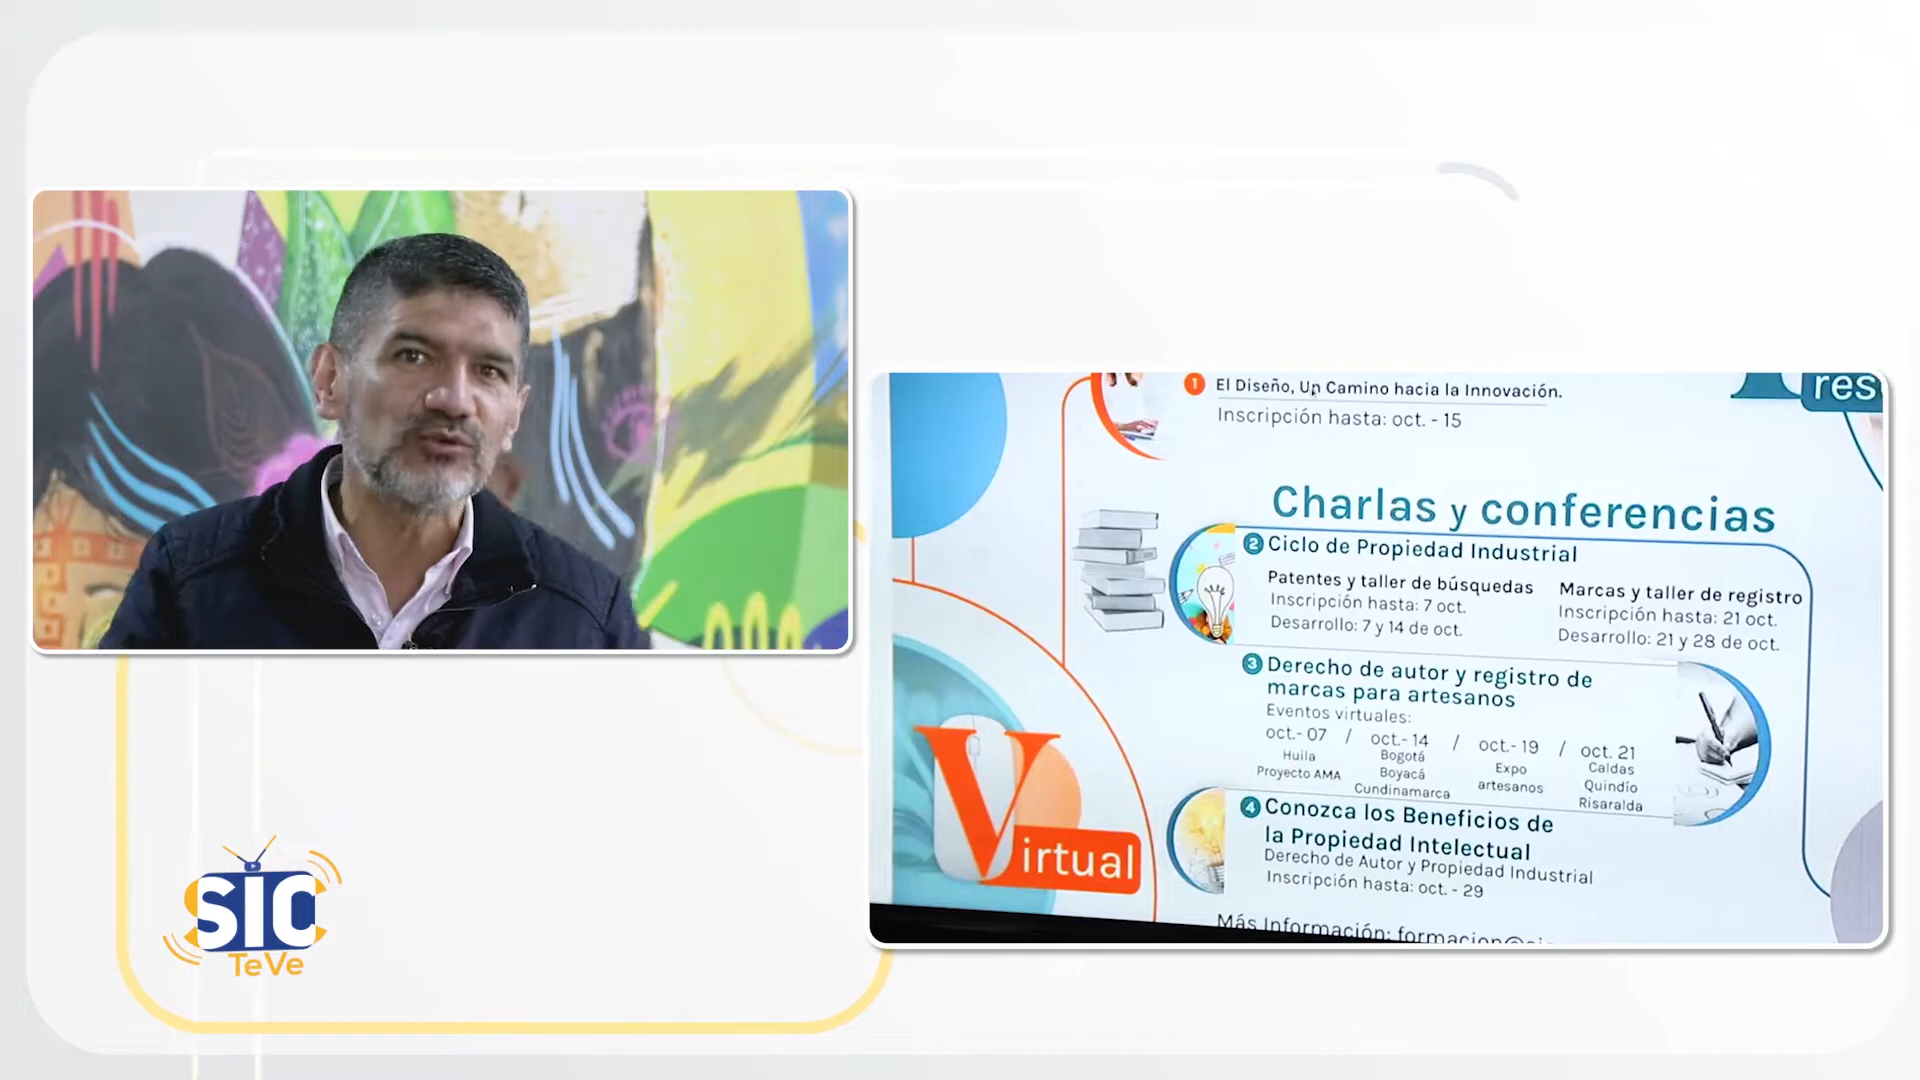 SIC
TeVe
1 El Diseño, Un Camino hacia la Innovación.
Inscripción hasta: oct. - 15
Charlas y conferencias
2 Ciclo de Propiedad Industrial
Patentes y taller de búsquedas
Inscripción hasta: 7 oct.
Desarrollo: 7 y 14 de oct.
Marcas y taller de registro
Inscripción hasta: 21 oct.
Desarrollo: 21 y 28 de oct.
3 Derecho de autor y registro de
marcas para artesanos
Eventos virtuales:
oct.- 07 / oct.- 14 / oct.- 19 / oct. 21
Huila
Proyecto AMA
Bogotá
Boyacá
Cundinamarca
Expo
artesanos
Caldas
Quindío
Risaralda
4 Conozca los Beneficios de
la Propiedad Intelectual
Derecho de Autor y Propiedad Industrial
Inscripción hasta: oct. - 29
Virtual
Más Información: